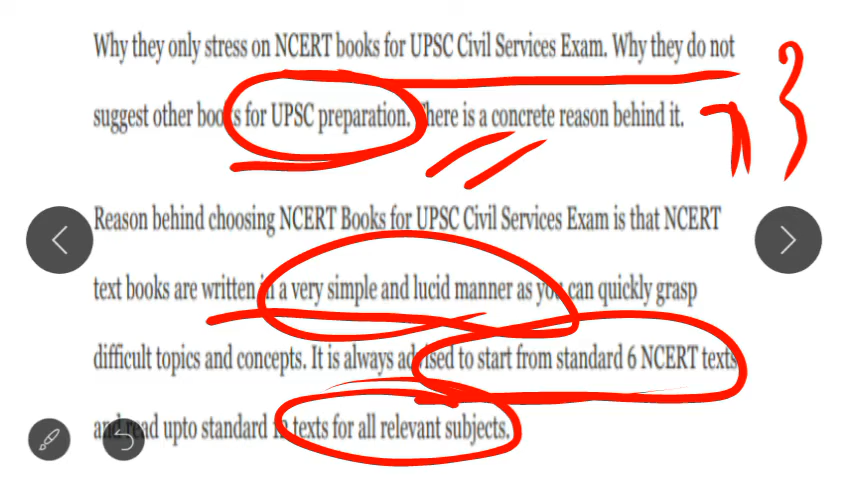 Why they only stress on NCERT books for UPSC Civil Services Exam. Why they do not
suggest other books for UPSC preparation. There is a concrete reason behind it.
Reason behind choosing NCERT Books for UPSC Civil Services Exam is that NCERT
text books are written in a very simple and lucid manner as you can quickly grasp
difficult topics and concepts. It is always advised to start from standard 6 NCERT texts
and read upto standard 12 texts for all relevant subjects.